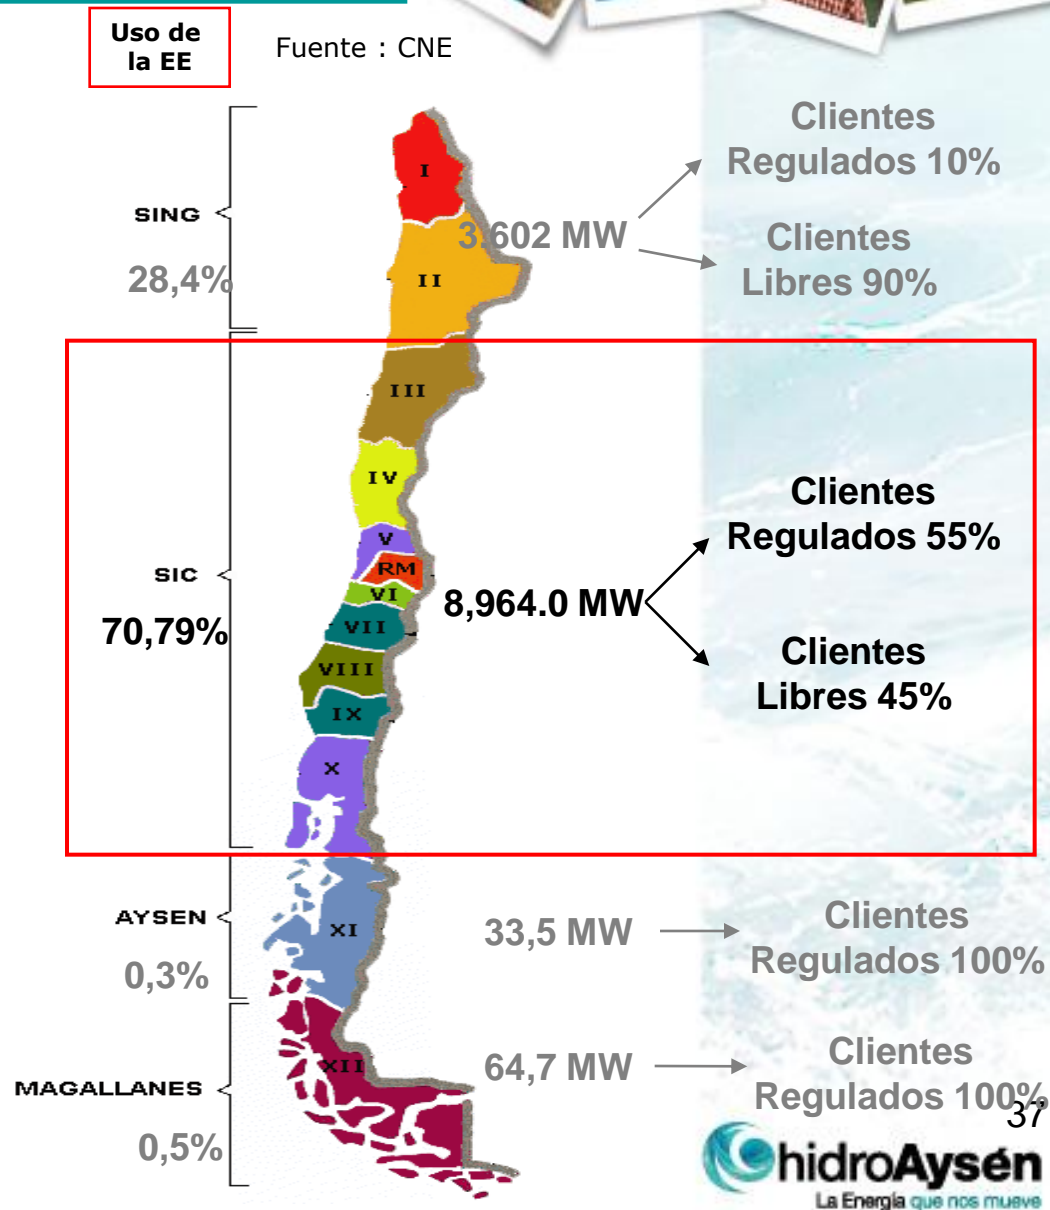 Uso de
la EE
Fuente : CNE
Clientes
Regulados 10%
I
SING
3.602 MW
Clientes
Libres 90%
28,4%
II
III
IV
Clientes
Regulados 55%
V
RM
SIC
VI
8,964.0 MW
70,79%
VII
Clientes
Libres 45%
VIII
IX
X
AYSEN
XI
33,5 MW
Clientes
Regulados 100%
0,3%
XII
64,7 MW
Clientes
Regulados 100%
MAGALLANES
37
0,5%
hidroAysén
La Energía que nos mueve